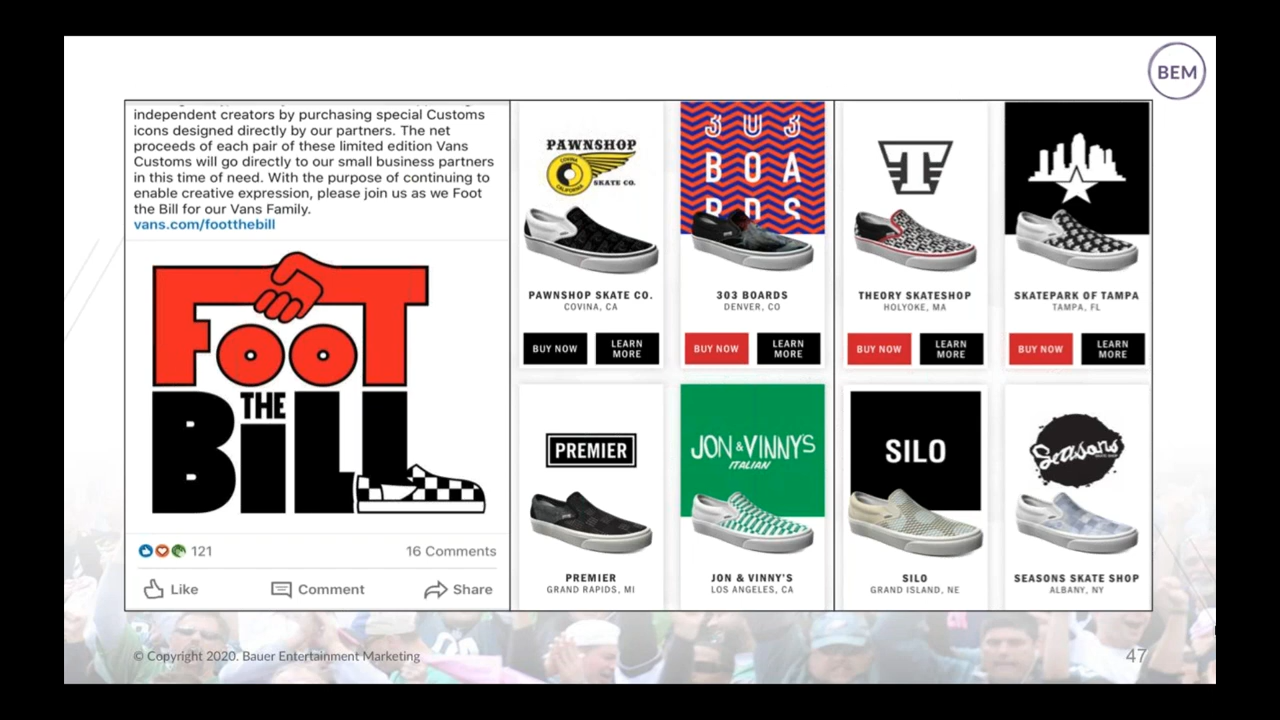 BEM
independent creators by purchasing special Customs
icons designed directly by our partners. The net
proceeds of each pair of these limited edition Vans
Customs will go directly to our small business partners
in this time of need. With the purpose of continuing to
enable creative expression, please join us as we Foot
the Bill for our Vans Family.
vans.com/footthebill
FOOT
THE
BiLL
121
16 Comments
Like
Comment
Share
PAWNSHOP
COVINA
CALIFORNIA
SKATE CO.
PAWNSHOP SKATE CO.
COVINA, CA
BUY NOW
LEARN
MORE
303
BOA
RDS
303 BOARDS
DENVER, CO
BUY NOW
LEARN
MORE
T
THEORY SKATESHOP
HOLYOKE, MA
BUY NOW
LEARN
MORE
SKATEPARK OF TAMPA
TAMPA, FL
BUY NOW
LEARN
MORE
PREMIER
PREMIER
GRAND RAPIDS, MI
JON & VINNY'S
ITALIAN
JON & VINNY'S
LOS ANGELES, CA
SILO
SILO
GRAND ISLAND, NE
Seasons
SEASONS SKATE SHOP
ALBANY, NY
© Copyright 2020. Bauer Entertainment Marketing
47